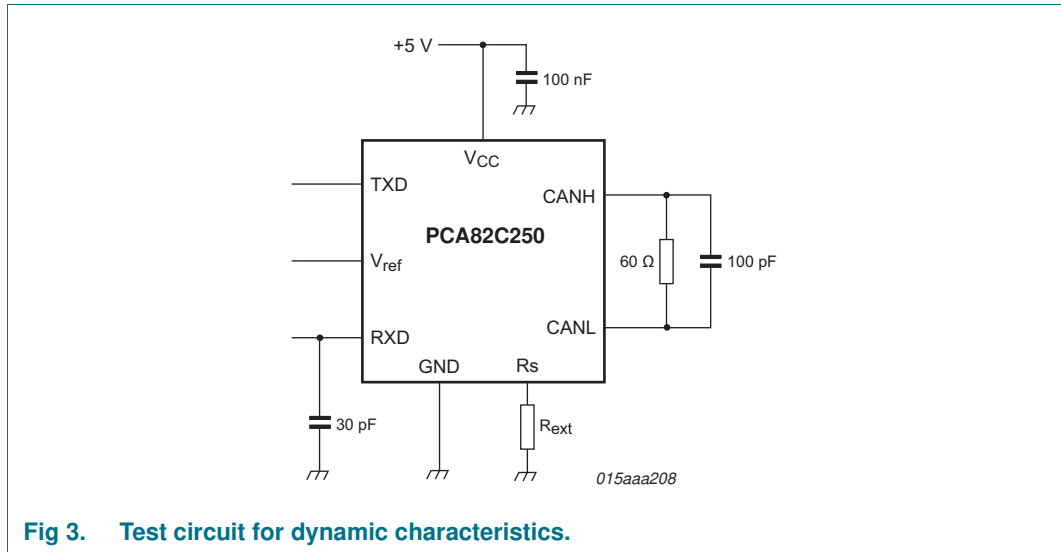 +5 V
100 nF
VCC
TXD
CANH
PCA82C250
60 Ω
100 pF
Vref
CANL
RXD
GND
Rs
30 pF
Rext
015aaa208
Fig 3. Test circuit for dynamic characteristics.